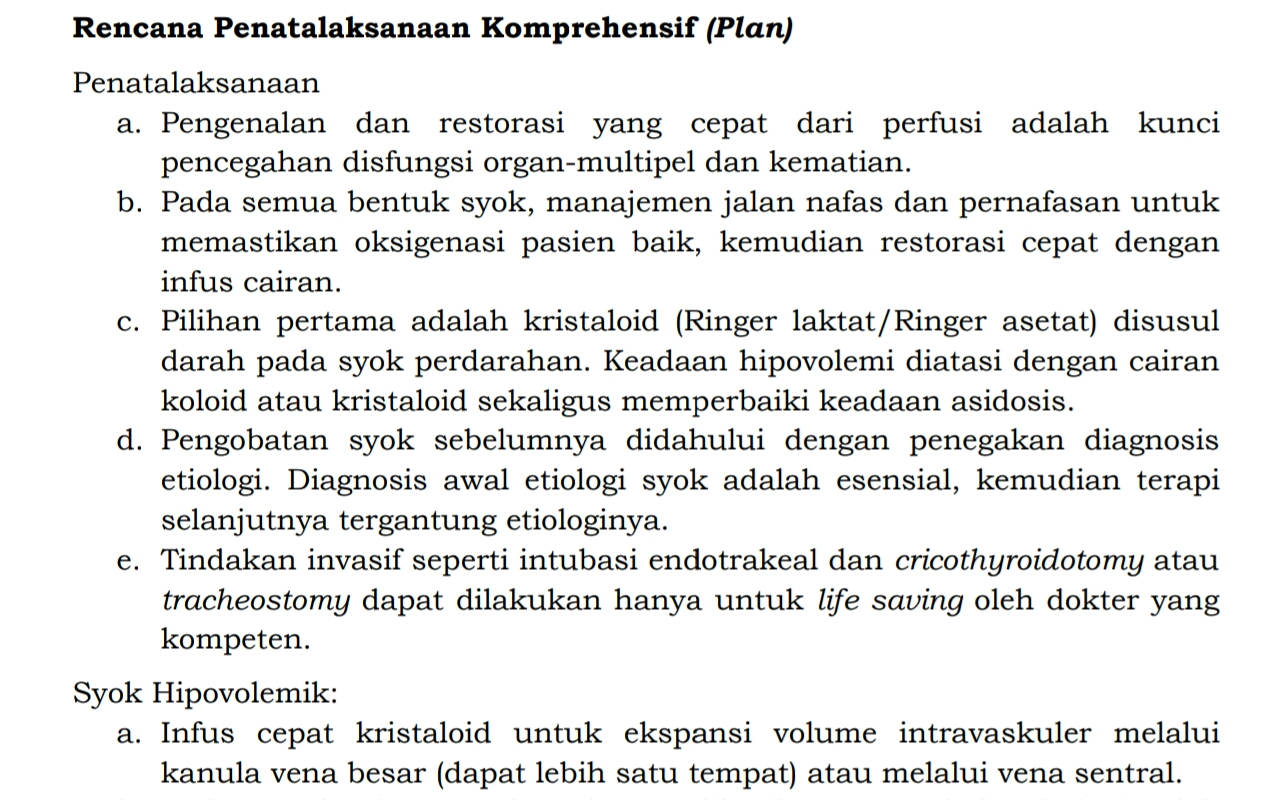 Rencana Penatalaksanaan Komprehensif (Plan)
Penatalaksanaan
a. Pengenalan dan restorasi yang cepat dari perfusi adalah kunci
pencegahan disfungsi organ-multipel dan kematian.
b. Pada semua bentuk syok, manajemen jalan nafas dan pernafasan untuk
memastikan oksigenasi pasien baik, kemudian restorasi cepat dengan
infus cairan.
c. Pilihan pertama adalah kristaloid (Ringer laktat/Ringer asetat) disusul
darah pada syok perdarahan. Keadaan hipovolemi diatasi dengan cairan
koloid atau kristaloid sekaligus memperbaiki keadaan asidosis.
d. Pengobatan syok sebelumnya didahului dengan penegakan diagnosis
etiologi. Diagnosis awal etiologi syok adalah esensial, kemudian terapi
selanjutnya tergantung etiologinya.
e. Tindakan invasif seperti intubasi endotrakeal dan cricothyroidotomy atau
tracheostomy dapat dilakukan hanya untuk life saving oleh dokter yang
kompeten.
Syok Hipovolemik:
a. Infus cepat kristaloid untuk ekspansi volume intravaskuler melalui
kanula vena besar (dapat lebih satu tempat) atau melalui vena sentral.